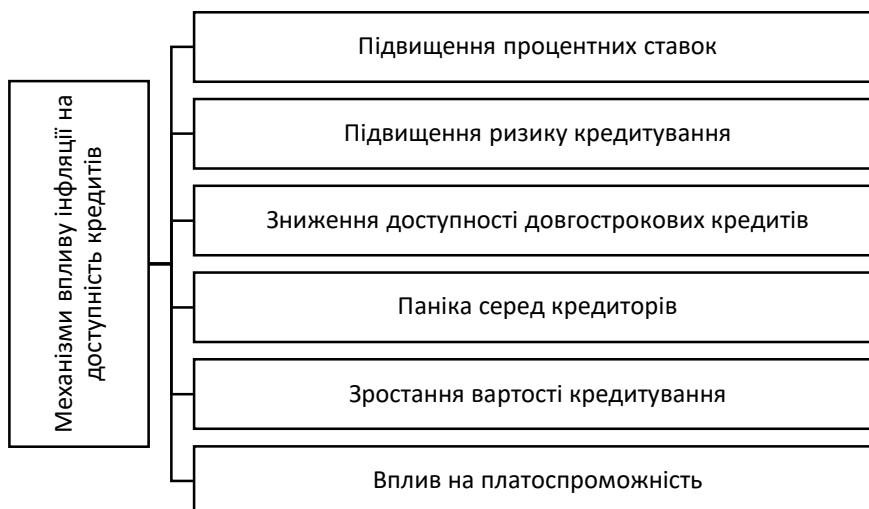 Механізми впливу інфляції на
доступність кредитів
Підвищення процентних ставок
Підвищення ризику кредитування
Зниження доступності довгострокових кредитів
Паніка серед кредиторів
Зростання вартості кредитування
Вплив на платоспроможність